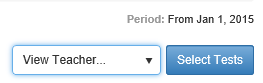 Period: From Jan 1, 2015
View Teacher... Select Tests